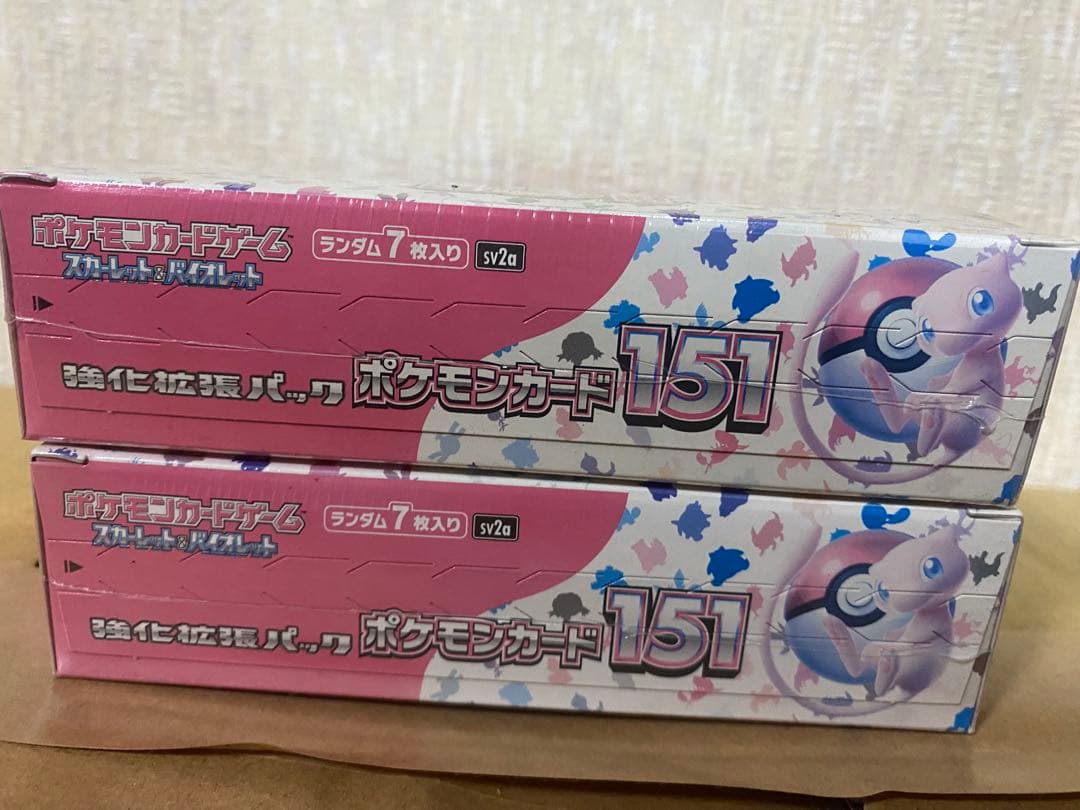 ポケモンカードゲーム
スカーレット&バイオレット
ランダム7枚入り
sv2a
強化拡張パック ポケモンカード151
ポケモンカードゲーム
スカーレット&バイオレット
ランダム7枚入り
sv2a
強化拡張パック ポケモンカード151